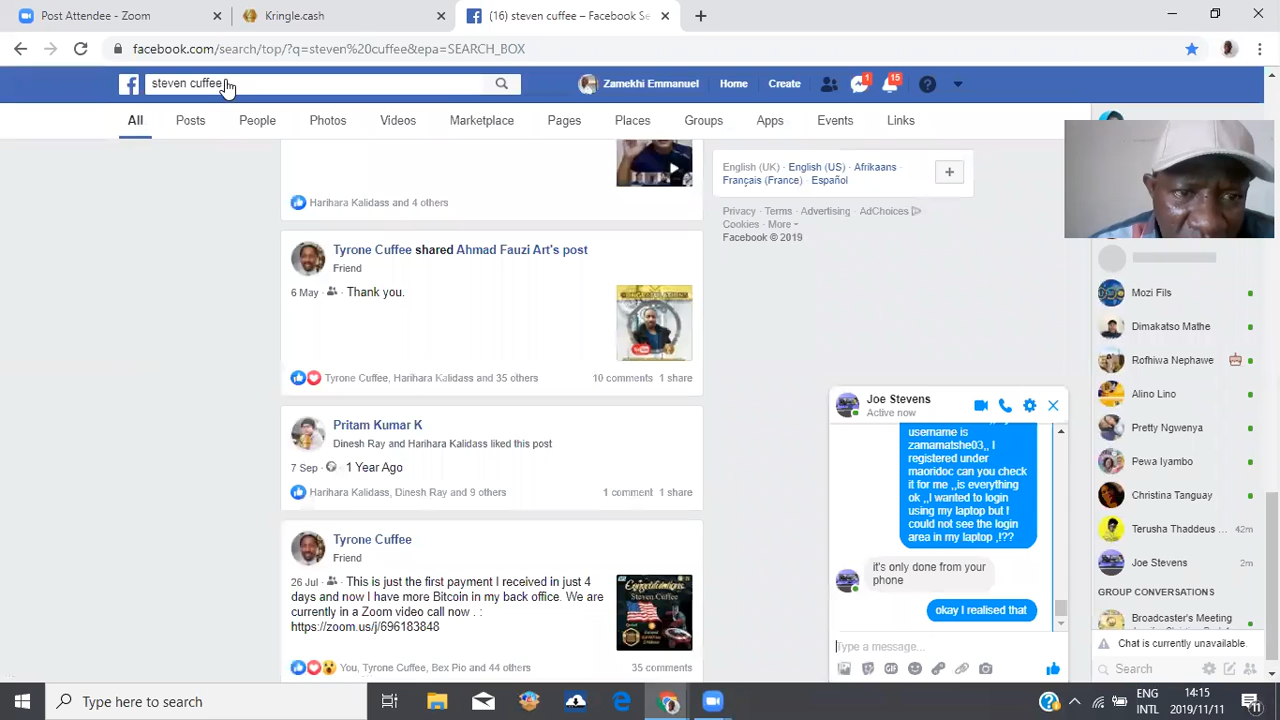 Post Attendee - Zoom
Kringle.cash
(16) steven cuffee – Facebook Se
facebook.com/search/top/?q=steven%20cuffee&epa=SEARCH_BOX
steven cuffee
Zamekhi Emmanuel
Home
Create
1
15
All
Posts
People
Photos
Videos
Marketplace
Pages
Places
Groups
Apps
Events
Links
Harihara Kalidass and 4 others
Tyrone Cuffee shared Ahmad Fauzi Art's post
Friend
6 May · Thank you.
Tyrone Cuffee, Harihara Kalidass and 35 others
10 comments 1 share
Pritam Kumar K
Dinesh Ray and Harihara Kalidass liked this post
7 Sep · 1 Year Ago
Harihara Kalidass, Dinesh Ray and 9 others
1 comment 1 share
Tyrone Cuffee
Friend
26 Jul · This is just the first payment I received in just 4
days and now I have more Bitcoin in my back office. We are
currently in a Zoom video call now . :
https://zoom.us/j/696183848
Congratulations
Steven Cuffee
You, Tyrone Cuffee, Bex Pio and 44 others
35 comments
English (UK) · English (US) · Afrikaans ·
Français (France) · Español
Privacy · Terms · Advertising · AdChoices
Cookies · More
Facebook © 2019
Mozi Fils
Dimakatso Mathe
Rofhiwa Nephawe
Alino Lino
Pretty Ngwenya
Pewa Iyambo
Christina Tanguay
Terusha Thaddeus ... 42m
Joe Stevens 2m
GROUP CONVERSATIONS
Broadcaster's Meeting
Chat is currently unavailable.
Search
Joe Stevens
Active now
username is
zamamatshe03,, I
registered under
maoridoc can you check
it for me ,,is everything
ok ,,I wanted to login
using my laptop but I
could not see the login
area in my laptop ,!??
it's only done from your
phone
okay I realised that
Type a message...
GIF
Type here to search
ENG
INTL
14:15
2019/11/11
11